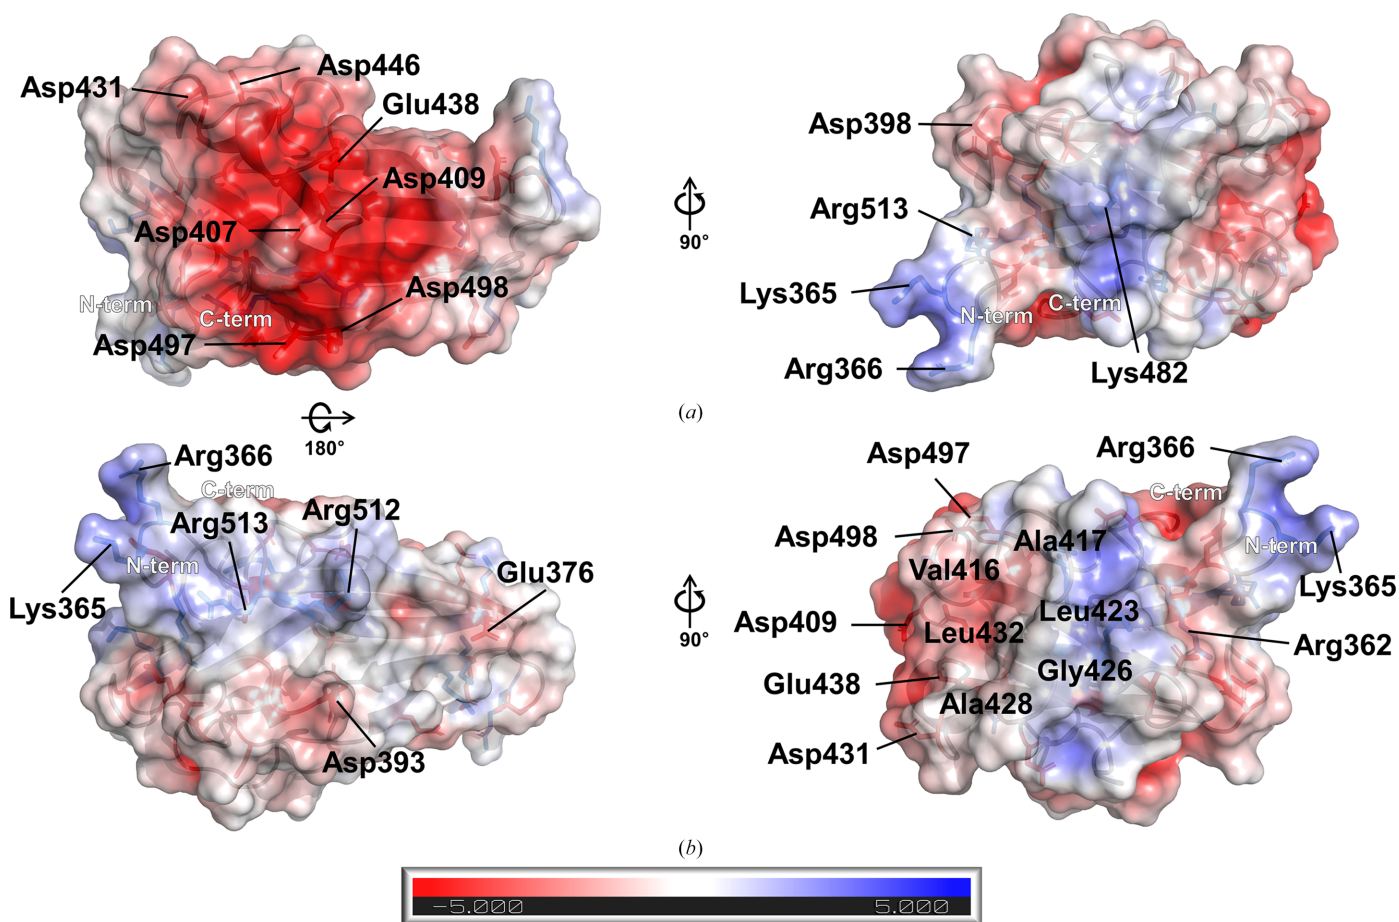 Asp431
Asp446
Glu438
Asp409
Asp407
Asp498
N-term
C-term
Asp497
90°
Asp398
Arg513
Lys365
N-term
C-term
Arg366
Lys482
(a)
180°
Arg366
C-term
Arg513
Arg512
N-term
Lys365
Glu376
Asp393
90°
Asp497
Arg366
C-term
Asp498
Ala417
N-term
Val416
Lys365
Asp409
Leu423
Leu432
Arg362
Glu438
Gly426
Ala428
Asp431
(b)
-5.000 5.000